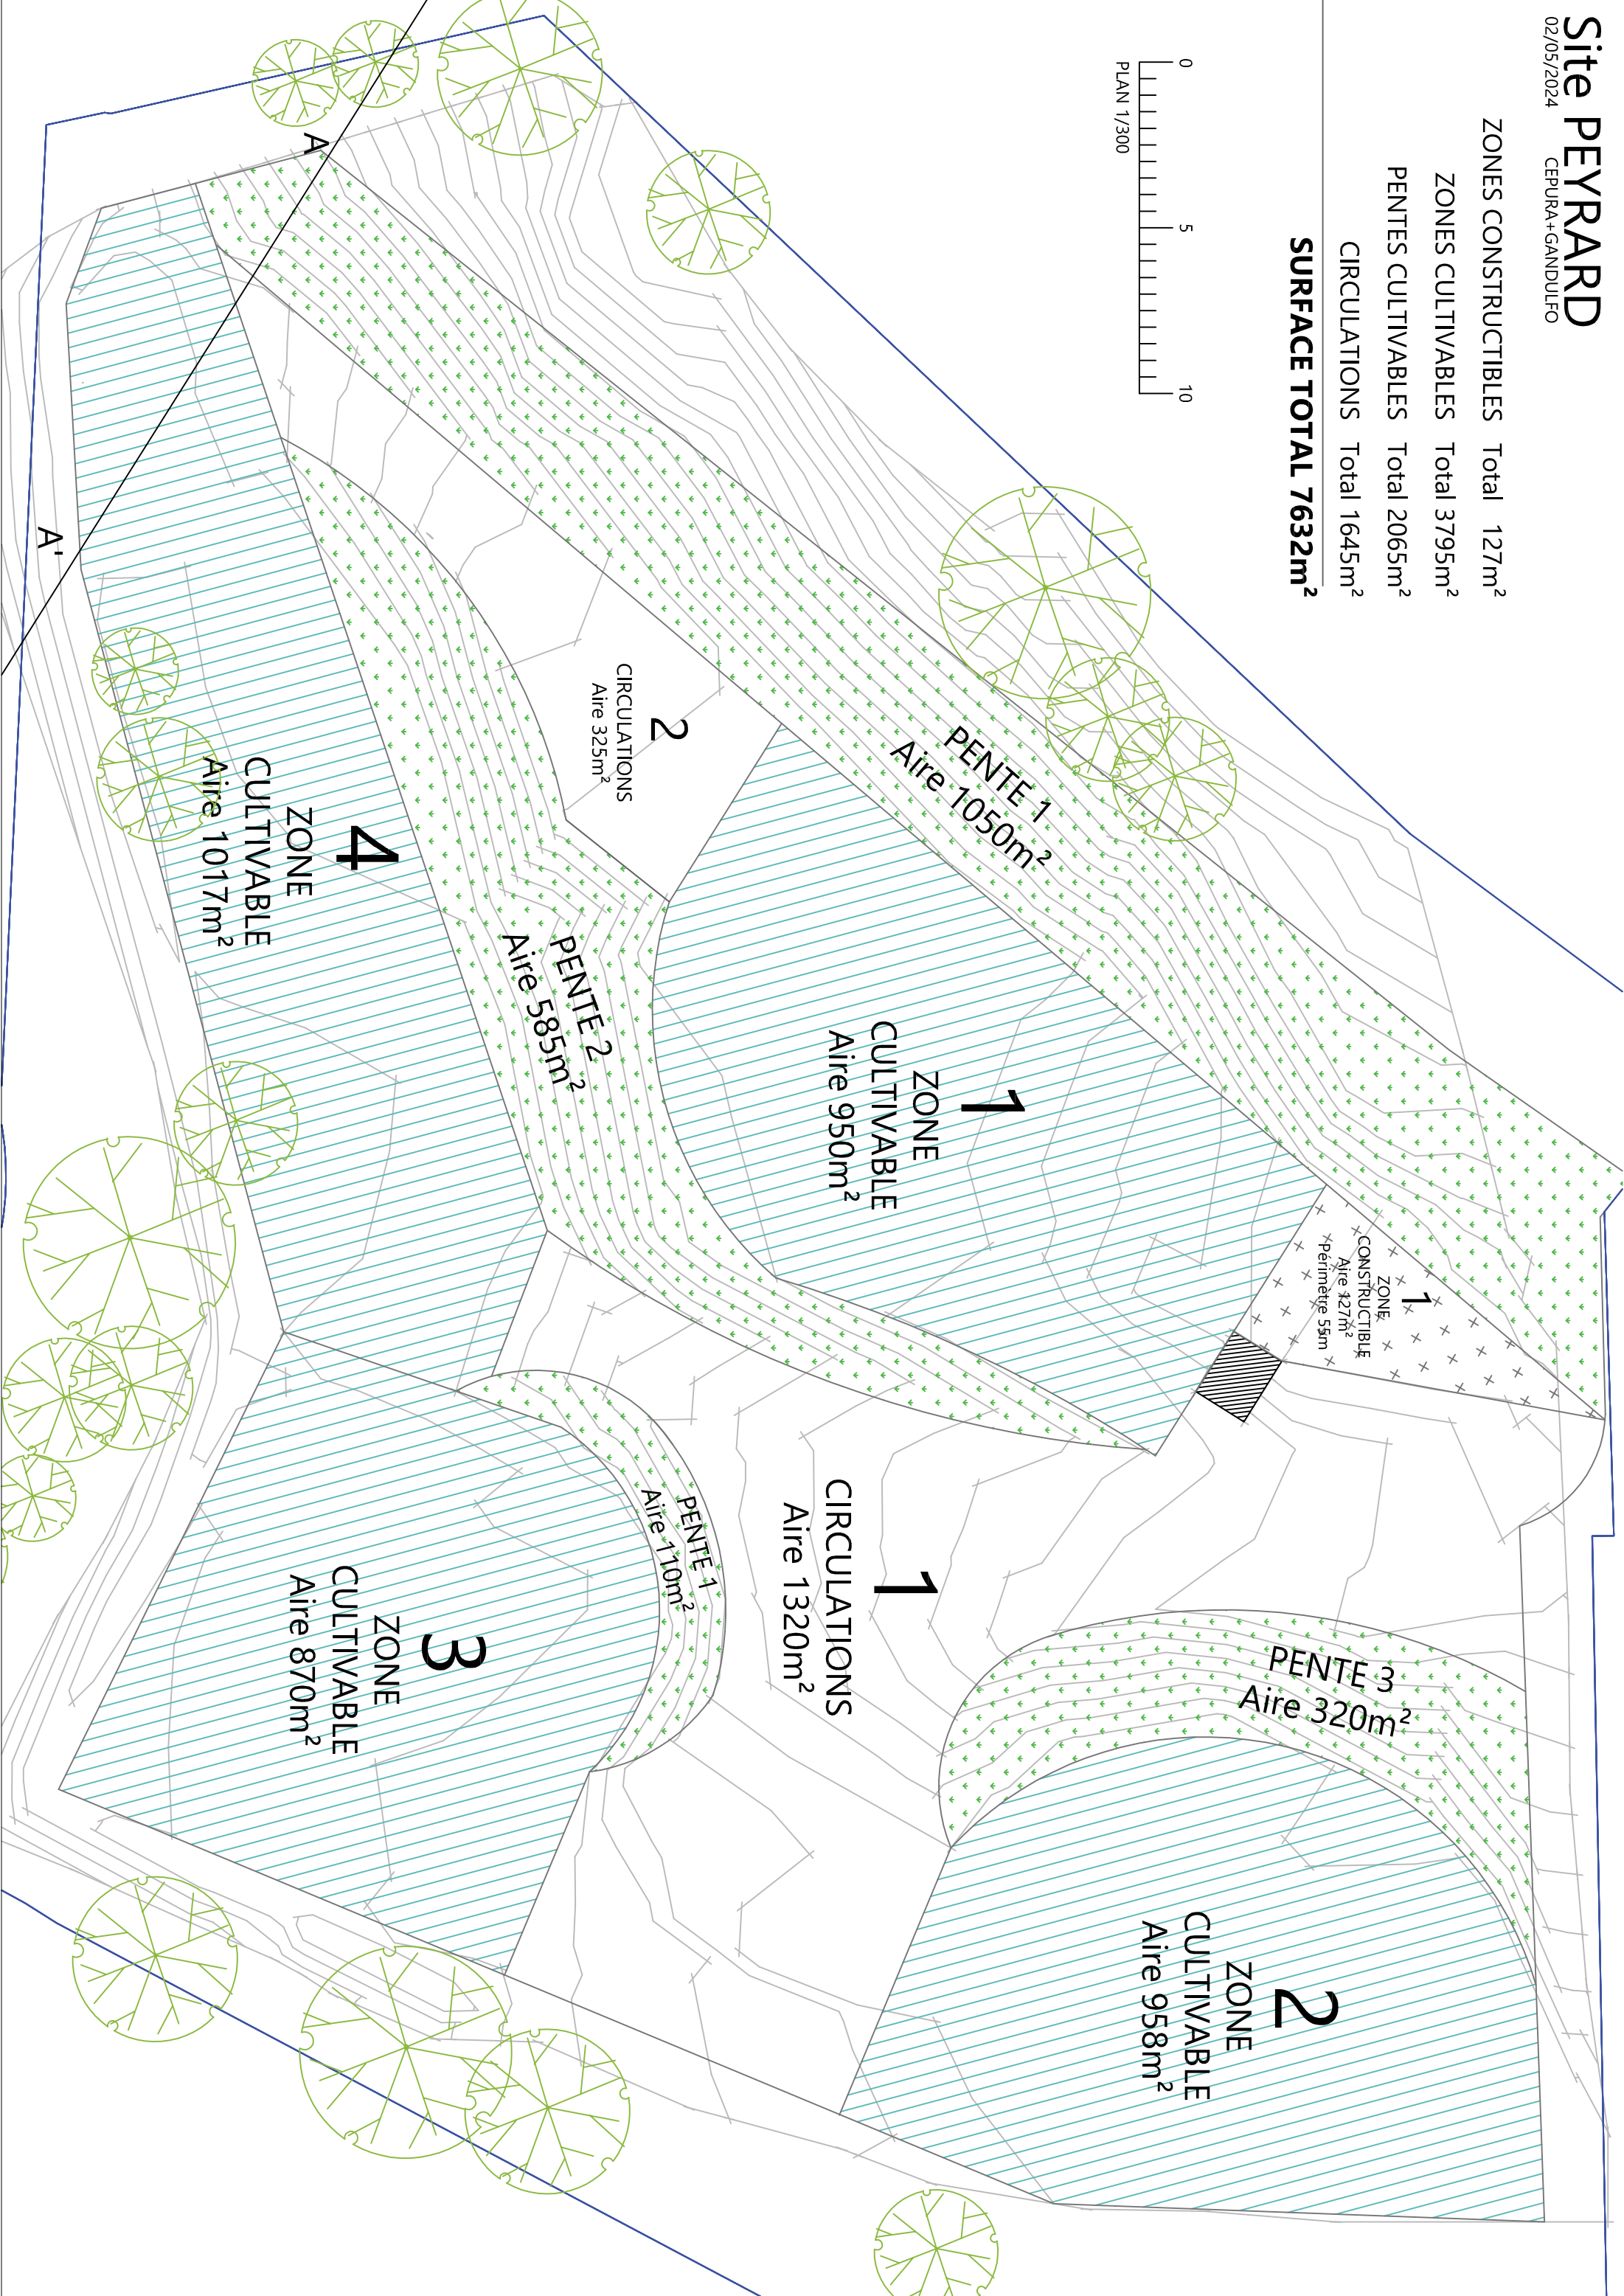 Site PEYRARD
02/05/2024 CEPURA+GANDULFO
ZONES CONSTRUCTIBLES Total 127m²
ZONES CULTIVABLES Total 3795m²
PENTES CULTIVABLES Total 2065m²
CIRCULATIONS Total 1645m²
SURFACE TOTAL 7632m²
0 5 10
PLAN 1/300
A
A'
PENTE 1
Aire 1050m²
2
CIRCULATIONS
Aire 325m²
4
ZONE
CULTIVABLE
Aire 1017m²
PENTE 2
Aire 585m²
1
ZONE
CULTIVABLE
Aire 950m²
1
ZONE
CONSTRUCTIBLE
Aire 127m²
Périmètre 55m
1
CIRCULATIONS
Aire 1320m²
PENTE 1
Aire 110m²
3
ZONE
CULTIVABLE
Aire 870m²
PENTE 3
Aire 320m²
2
ZONE
CULTIVABLE
Aire 958m²